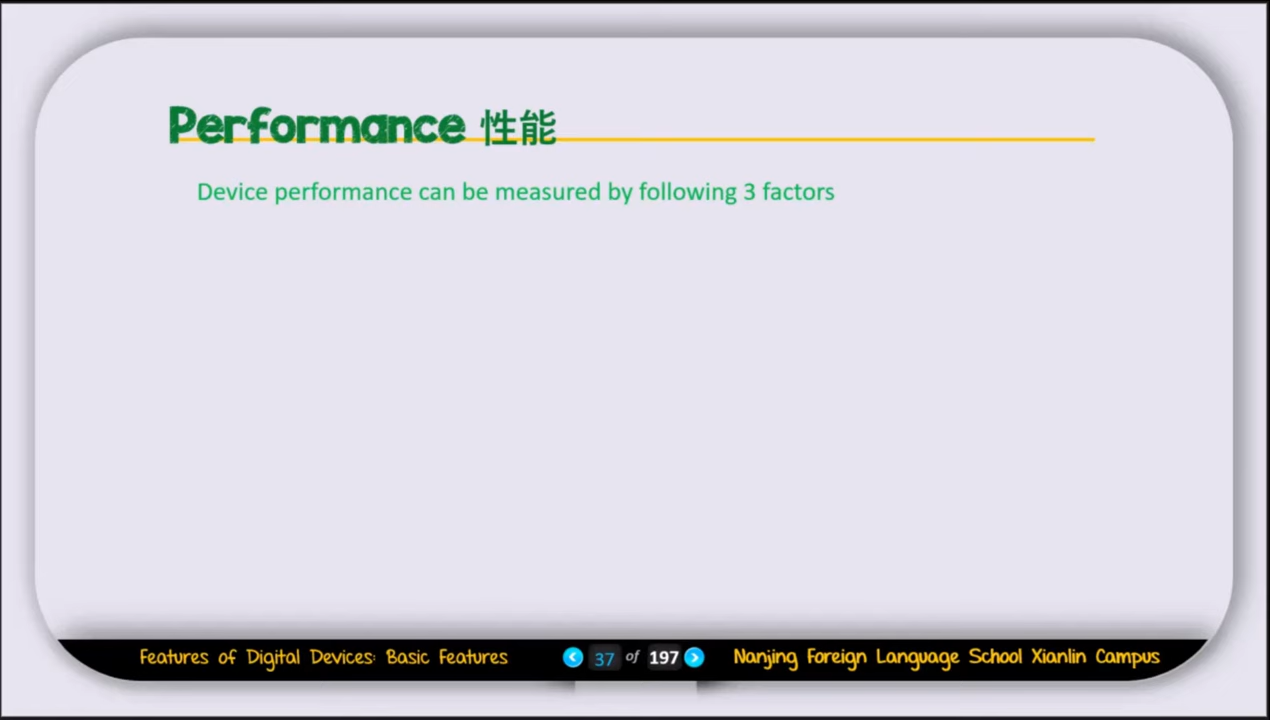 Performance 性能
Device performance can be measured by following 3 factors
Features of Digital Devices: Basic Features 37 of 197 Nanjing Foreign Language School Xianlin Campus